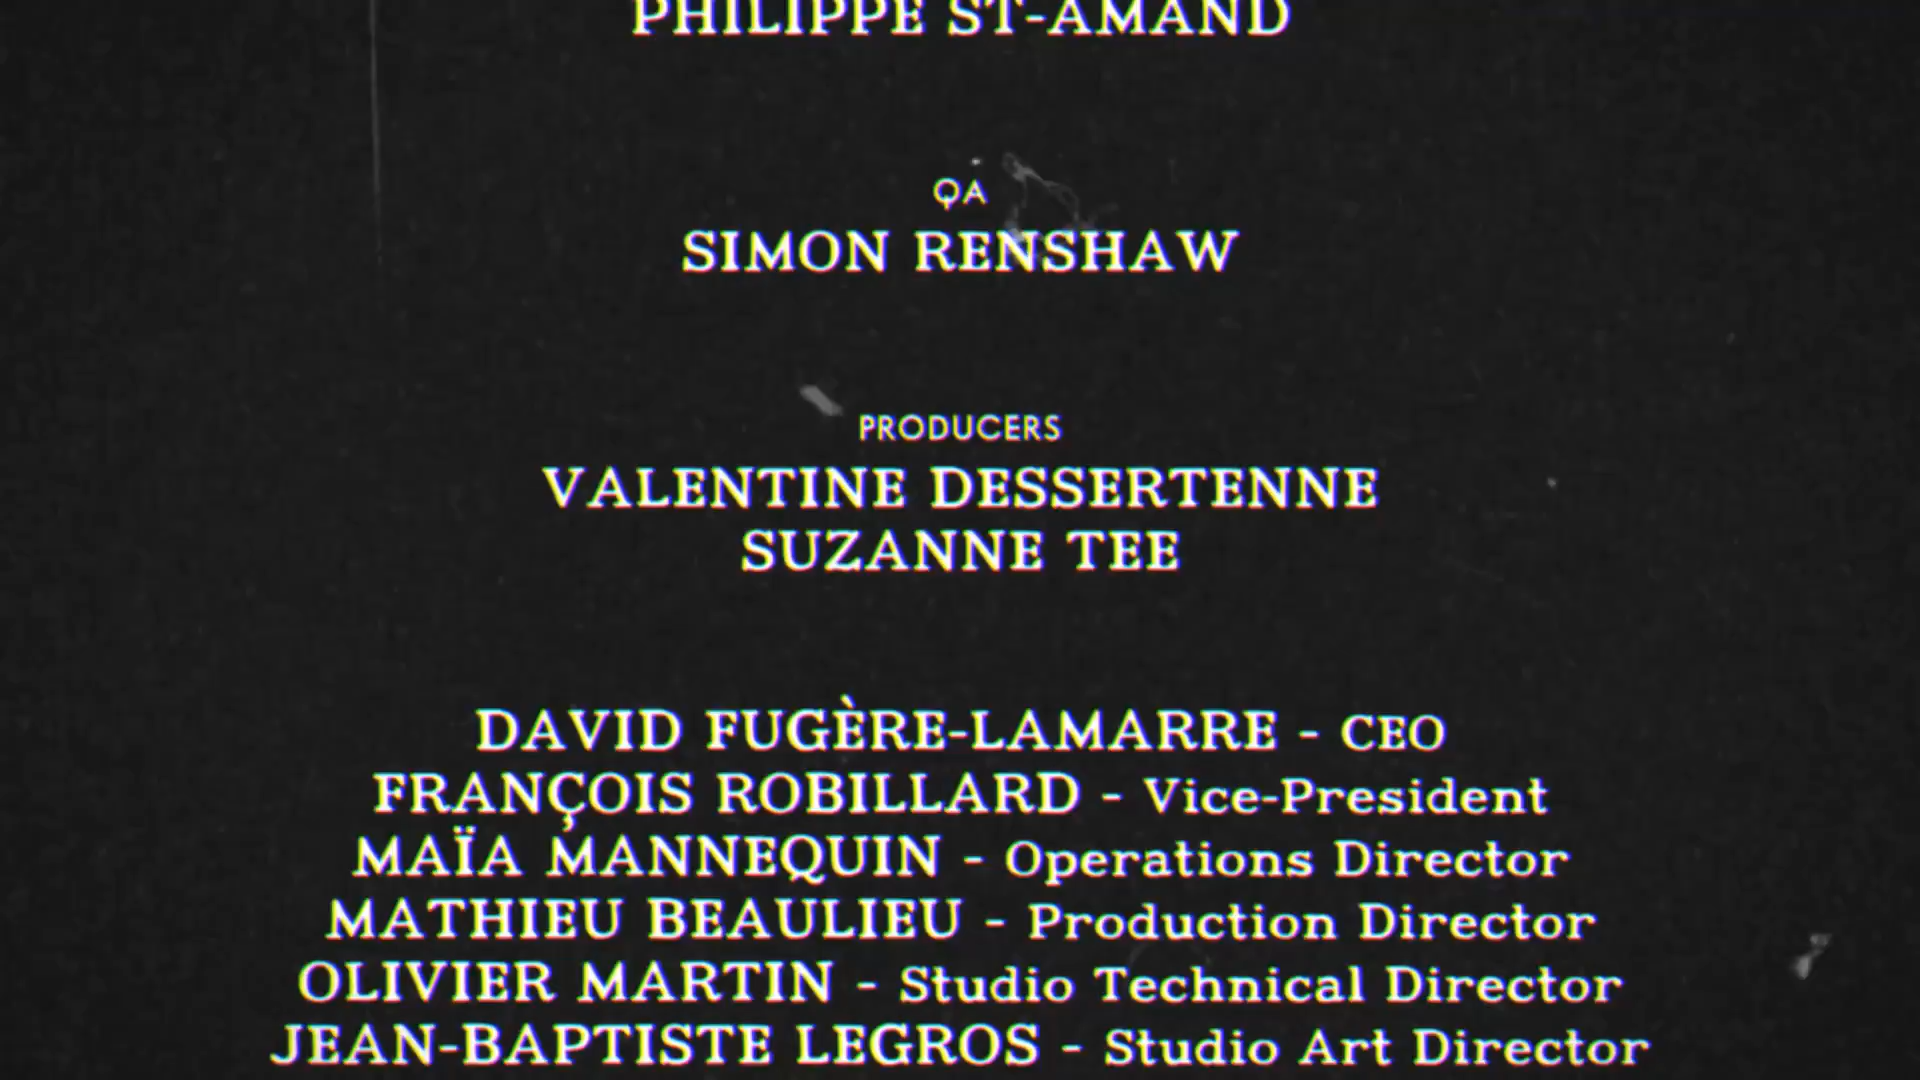 PHILIPPE ST-AMAND
QA
SIMON RENSHAW
PRODUCERS
VALENTINE DESSERTENNE
SUZANNE TEE
DAVID FUGÈRE-LAMARRE - CEO
FRANÇOIS ROBILLARD - Vice-President
MAÏA MANNEQUIN - Operations Director
MATHIEU BEAULIEU - Production Director
OLIVIER MARTIN - Studio Technical Director
JEAN-BAPTISTE LEGROS - Studio Art Director